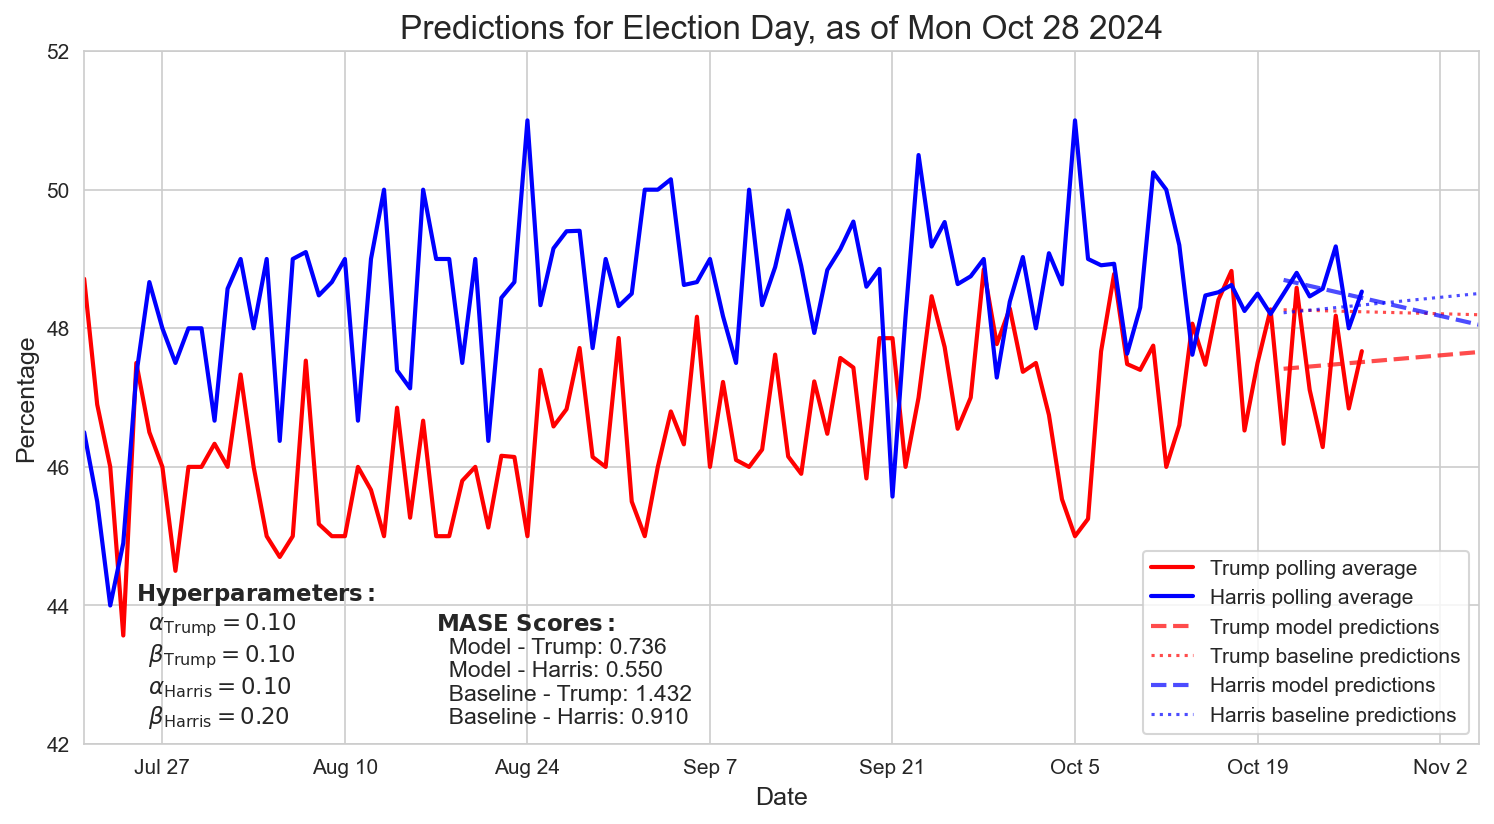 Predictions for Election Day, as of Mon Oct 28 2024
52
50
48
46
44
42
Percentage
Hyperparameters:
α_Trump = 0.10
β_Trump = 0.10
α_Harris = 0.10
β_Harris = 0.20
MASE Scores:
Model - Trump: 0.736
Model - Harris: 0.550
Baseline - Trump: 1.432
Baseline - Harris: 0.910
Trump polling average
Harris polling average
Trump model predictions
Trump baseline predictions
Harris model predictions
Harris baseline predictions
Jul 27 Aug 10 Aug 24 Sep 7 Sep 21 Oct 5 Oct 19 Nov 2
Date